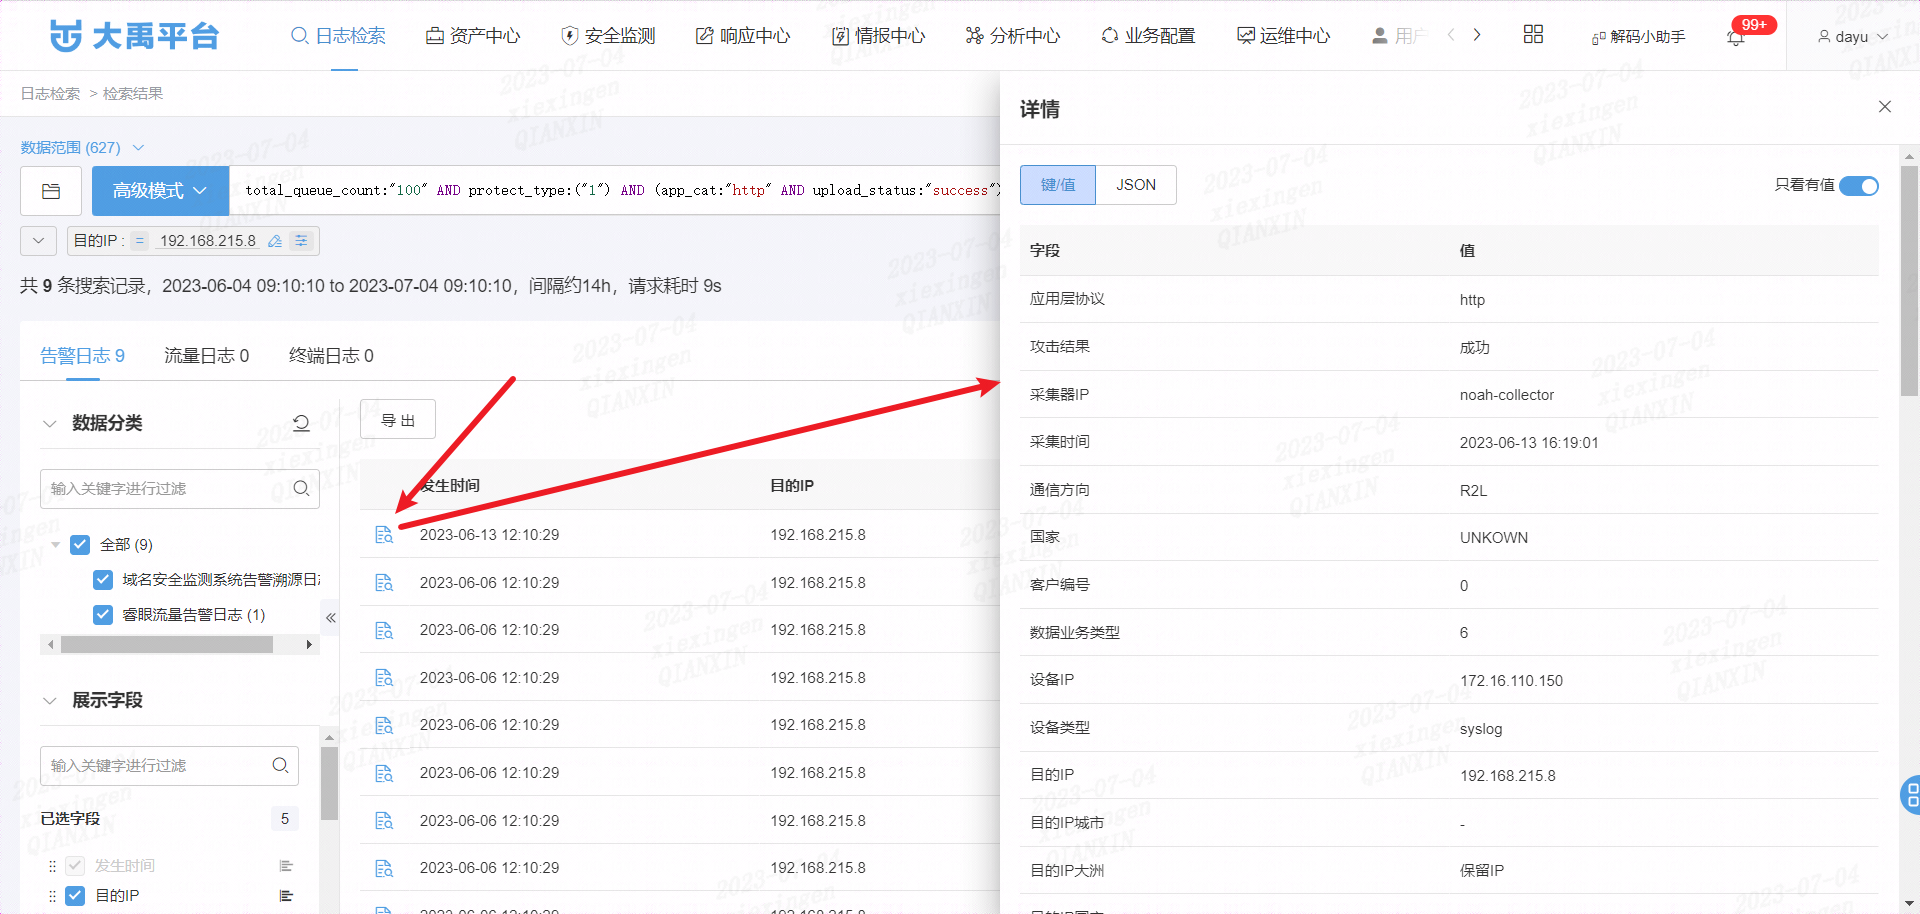 大禹平台
日志检索
资产中心
安全监测
响应中心
情报中心
分析中心
业务配置
运维中心
用户
解码小助手
99+
dayu
日志检索 > 检索结果
数据范围 (627)
高级模式
total_queue_count:"100" AND protect_type:("1") AND (app_cat:"http" AND upload_status:"success")
目的IP : = 192.168.215.8
共 9 条搜索记录，2023-06-04 09:10:10 to 2023-07-04 09:10:10，间隔约14h，请求耗时 9s
告警日志 9
流量日志 0
终端日志 0
数据分类
输入关键字进行过滤
全部 (9)
域名安全监测系统告警溯源日
睿眼流量告警日志 (1)
展示字段
输入关键字进行过滤
已选字段 5
发生时间
目的IP
导 出
发生时间 目的IP
2023-06-13 12:10:29 192.168.215.8
2023-06-06 12:10:29 192.168.215.8
2023-06-06 12:10:29 192.168.215.8
2023-06-06 12:10:29 192.168.215.8
2023-06-06 12:10:29 192.168.215.8
2023-06-06 12:10:29 192.168.215.8
2023-06-06 12:10:29 192.168.215.8
2023-06-06 12:10:29 192.168.215.8
2023-06-06 12:10:29 192.168.215.8
详情
键/值 JSON
只看有值
字段 值
应用层协议 http
攻击结果 成功
采集器IP noah-collector
采集时间 2023-06-13 16:19:01
通信方向 R2L
国家 UNKOWN
客户编号 0
数据业务类型 6
设备IP 172.16.110.150
设备类型 syslog
目的IP 192.168.215.8
目的IP城市 -
目的IP大洲 保留IP
2023-07-04
xiexingen
QIANXIN